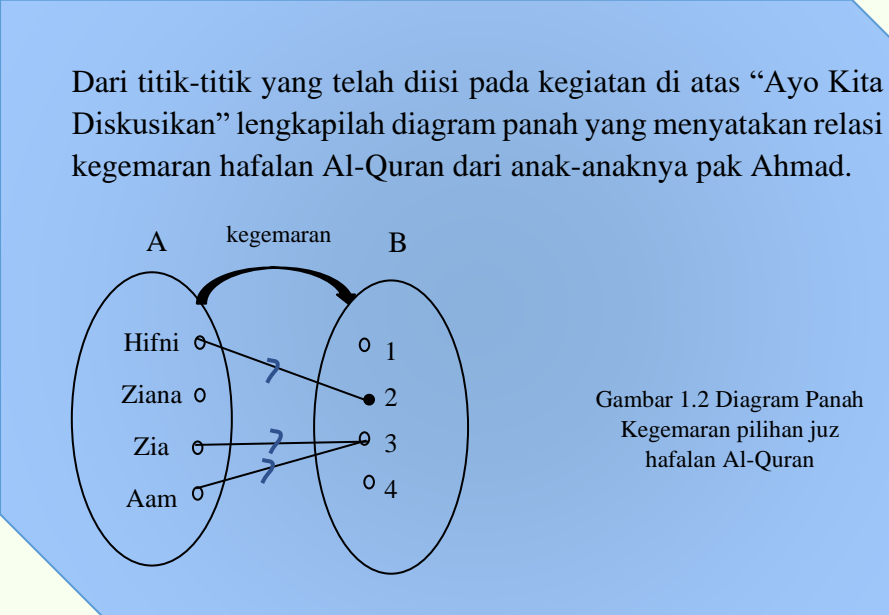 Dari titik-titik yang telah diisi pada kegiatan di atas “Ayo Kita
Diskusikan” lengkapilah diagram panah yang menyatakan relasi
kegemaran hafalan Al-Quran dari anak-anaknya pak Ahmad.
A kegemaran B
Hifni 1
Ziana 2
Zia 3
Aam 4
Gambar 1.2 Diagram Panah
Kegemaran pilihan juz
hafalan Al-Quran